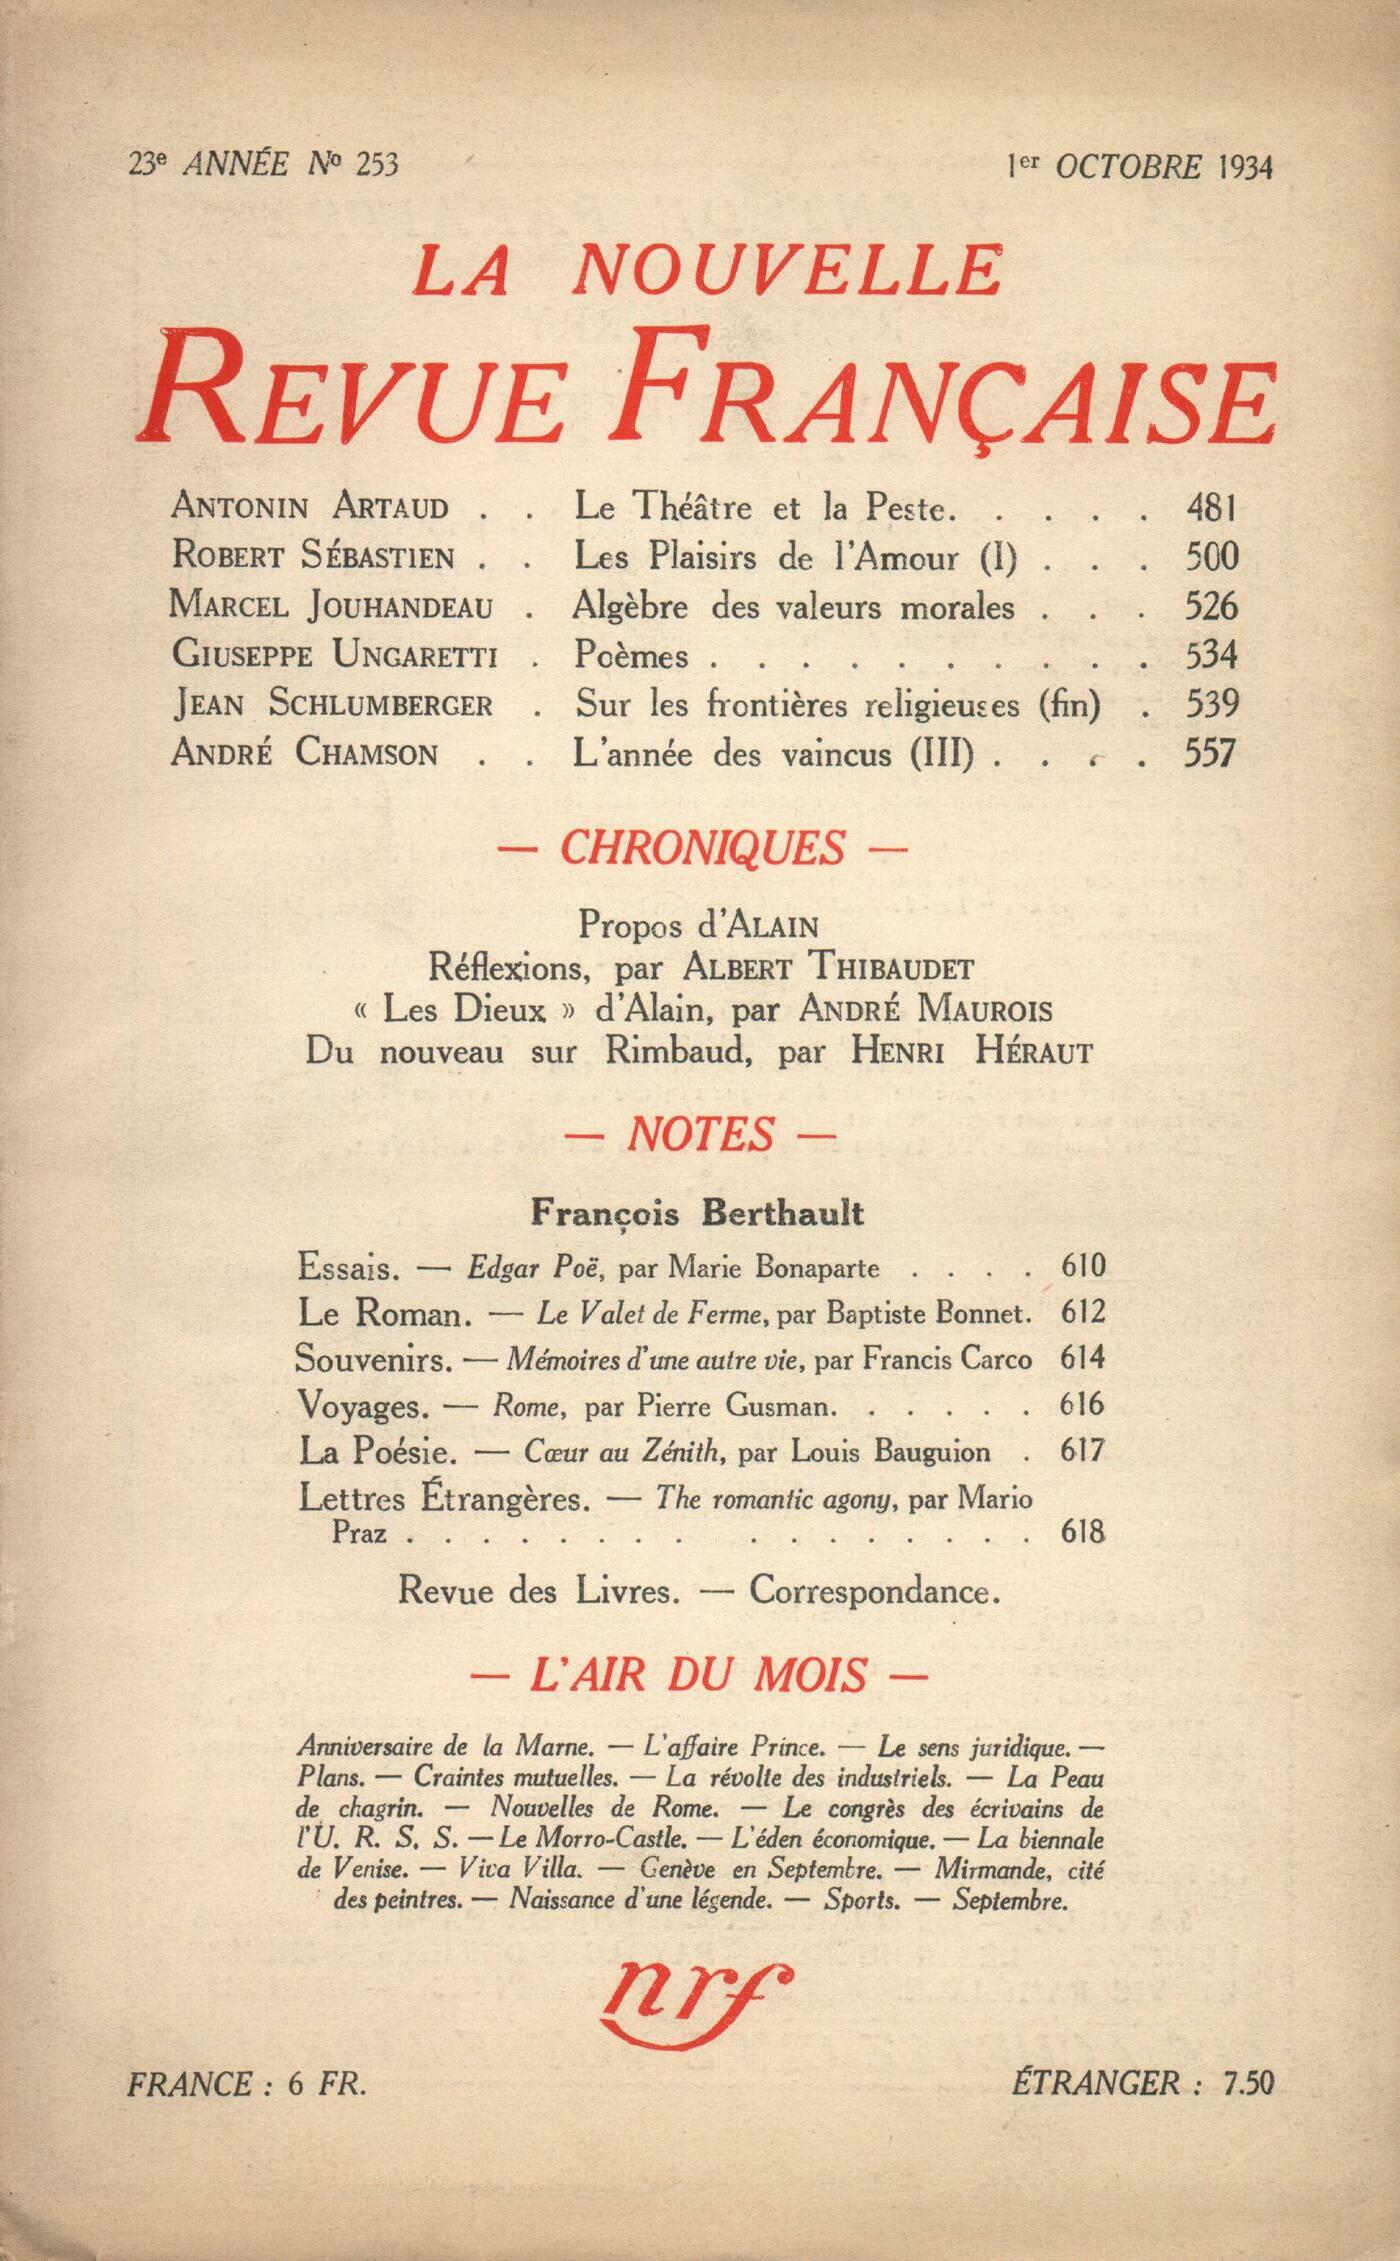 23e ANNÉE No 253
1er OCTOBRE 1934
LA NOUVELLE
REVUE FRANÇAISE
ANTONIN ARTAUD . . Le Théâtre et la Peste. . . . . 481
ROBERT SÉBASTIEN . . Les Plaisirs de l'Amour (I) . . . 500
MARCEL JOUHANDEAU . Algèbre des valeurs morales . . . 526
GIUSEPPE UNGARETTI . Poèmes . . . . . . . . . . 534
JEAN SCHLUMBERGER . Sur les frontières religieuses (fin) . 539
ANDRÉ CHAMSON . . L'année des vaincus (III) . . . . 557
— CHRONIQUES —
Propos d'ALAIN
Réflexions, par ALBERT THIBAUDET
« Les Dieux » d'Alain, par ANDRÉ MAUROIS
Du nouveau sur Rimbaud, par HENRI HÉRAUT
— NOTES —
François Berthault
Essais. — Edgar Poë, par Marie Bonaparte . . . . 610
Le Roman. — Le Valet de Ferme, par Baptiste Bonnet. 612
Souvenirs. — Mémoires d'une autre vie, par Francis Carco 614
Voyages. — Rome, par Pierre Gusman. . . . . . 616
La Poésie. — Cœur au Zénith, par Louis Bauguion . 617
Lettres Étrangères. — The romantic agony, par Mario
Praz . . . . . . . . . . . . . . . . 618
Revue des Livres. — Correspondance.
— L'AIR DU MOIS —
Anniversaire de la Marne. — L'affaire Prince. — Le sens juridique. —
Plans. — Craintes mutuelles. — La révolte des industriels. — La Peau
de chagrin. — Nouvelles de Rome. — Le congrès des écrivains de
l'U. R. S. S. — Le Morro-Castle. — L'éden économique. — La biennale
de Venise. — Viva Villa. — Genève en Septembre. — Mirmande, cité
des peintres. — Naissance d'une légende. — Sports. — Septembre.
nrf
FRANCE : 6 FR.
ÉTRANGER : 7.50